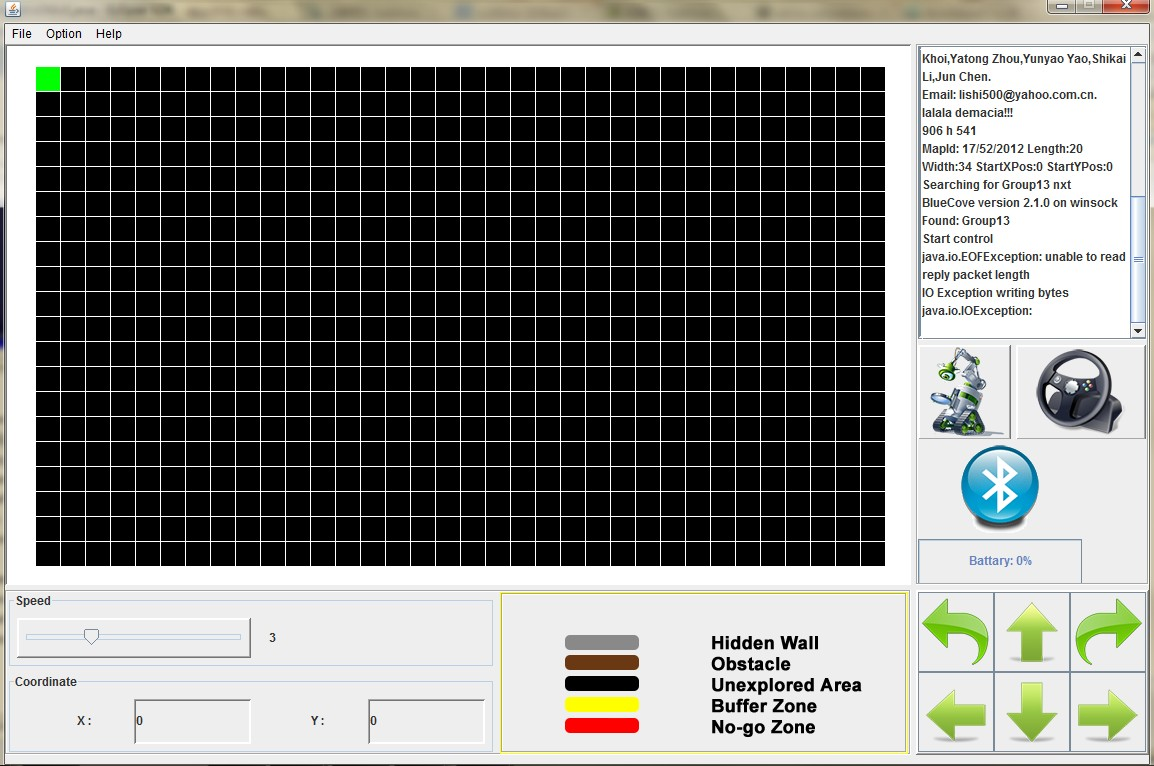 File Option Help
Khoi,Yatong Zhou,Yunyao Yao,Shikai
Li,Jun Chen.
Email: lishi500@yahoo.com.cn.
lalala demacia!!!
906 h 541
MapId: 17/52/2012 Length:20
Width:34 StartXPos:0 StartYPos:0
Searching for Group13 nxt
BlueCove version 2.1.0 on winsock
Found: Group13
Start control
java.io.EOFException: unable to read
reply packet length
IO Exception writing bytes
java.io.IOException:
Battary: 0%
Speed
3
Coordinate
X: 0 Y: 0
Hidden Wall
Obstacle
Unexplored Area
Buffer Zone
No-go Zone